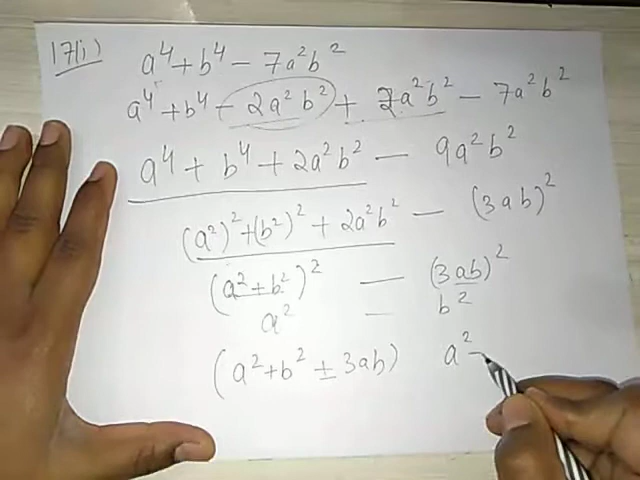 17(i) a⁴ + b⁴ - 7a²b²
a⁴ + b⁴ - 2a²b² + 2a²b² - 7a²b²
a⁴ + b⁴ + 2a²b² - 9a²b²
(a²)² + (b²)² + 2a²b² - (3ab)²
(a² + b²)² - (3ab)²
a² - b²
(a² + b² ± 3ab) a² -